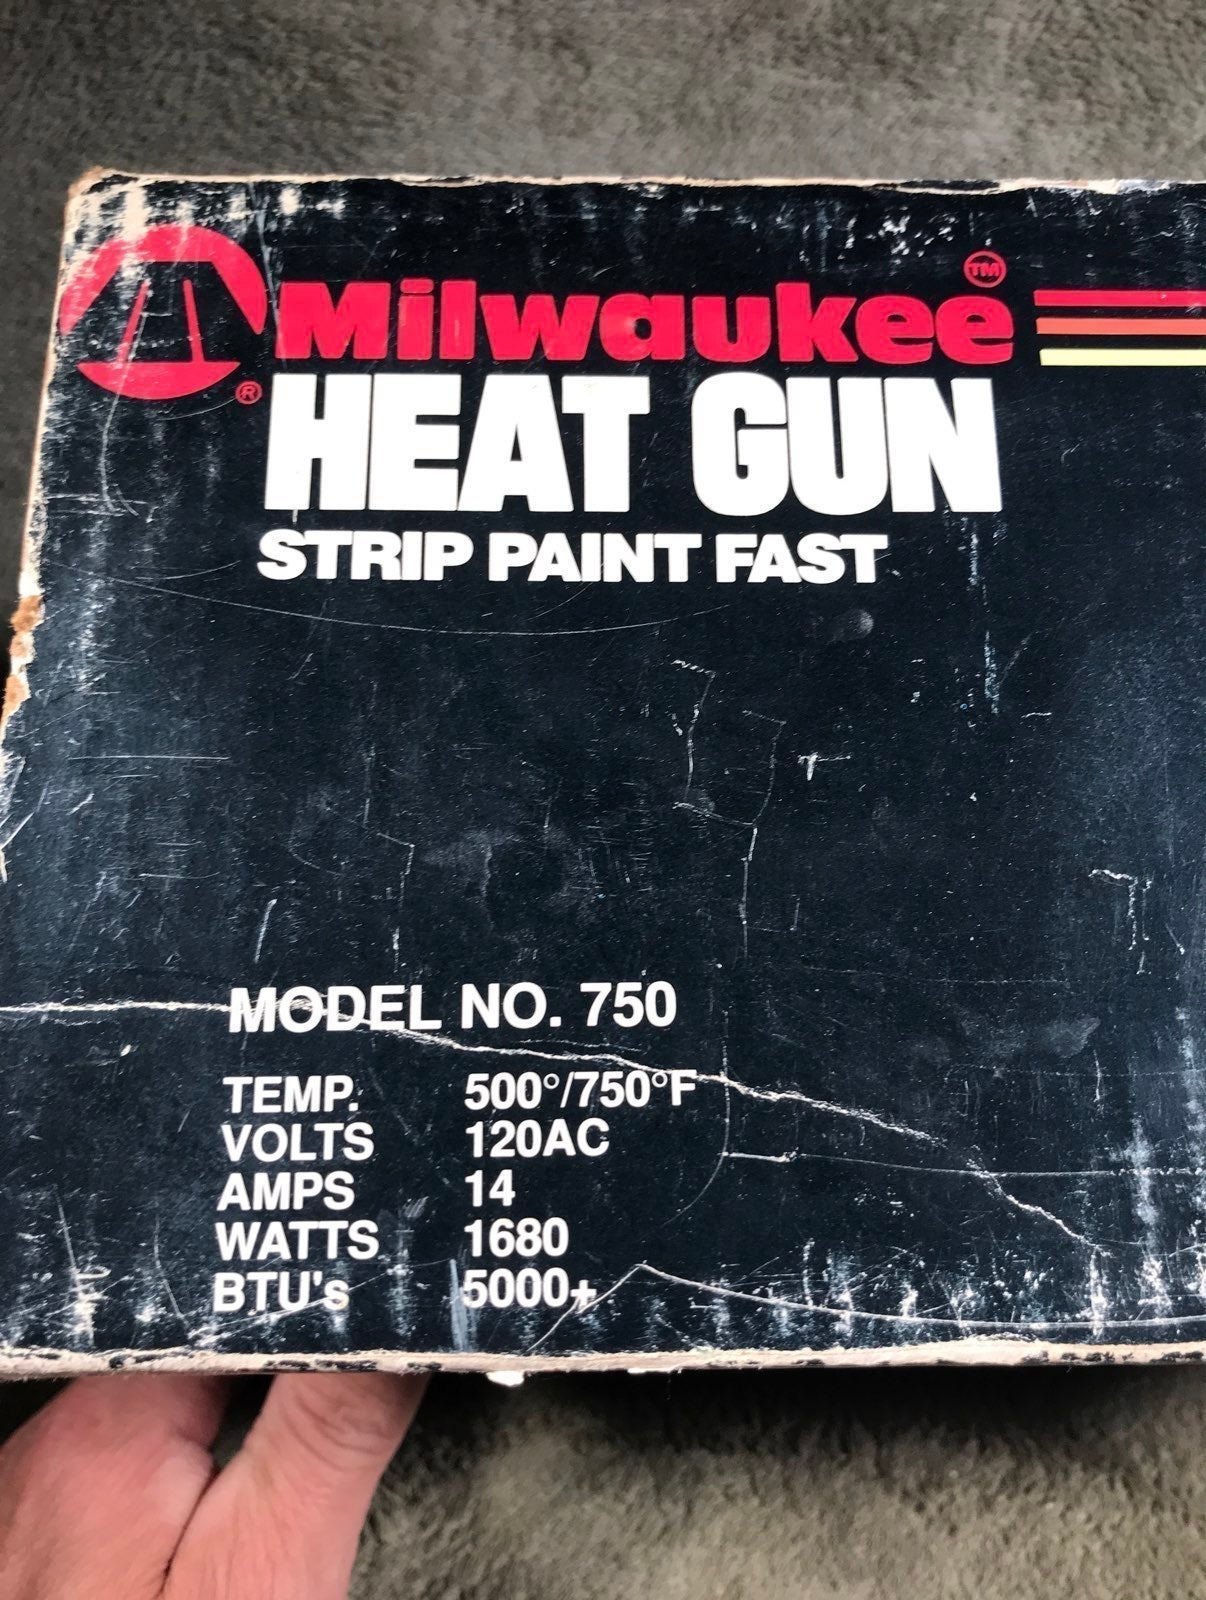 Milwaukee TM
®
HEAT GUN
STRIP PAINT FAST
MODEL NO. 750
TEMP. 500°/750°F
VOLTS 120AC
AMPS 14
WATTS 1680
BTU's 5000+